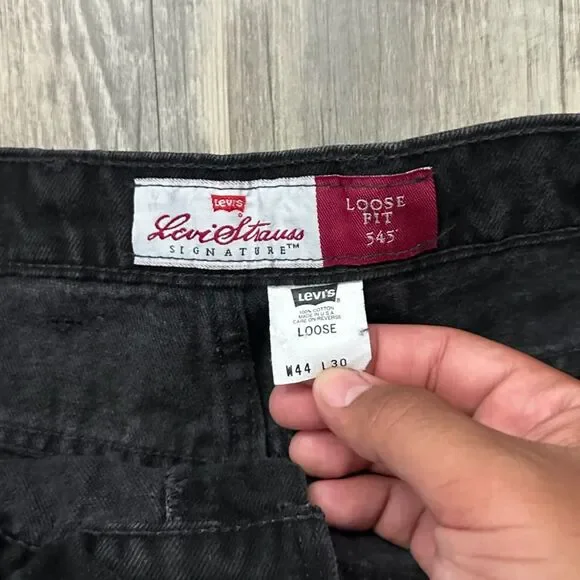 Levi's
Levi Strauss
SIGNATURE™
LOOSE
FIT
545
Levi's®
100% COTTON
MADE IN U.S.A.
CARE ON REVERSE
LOOSE
W44 L30